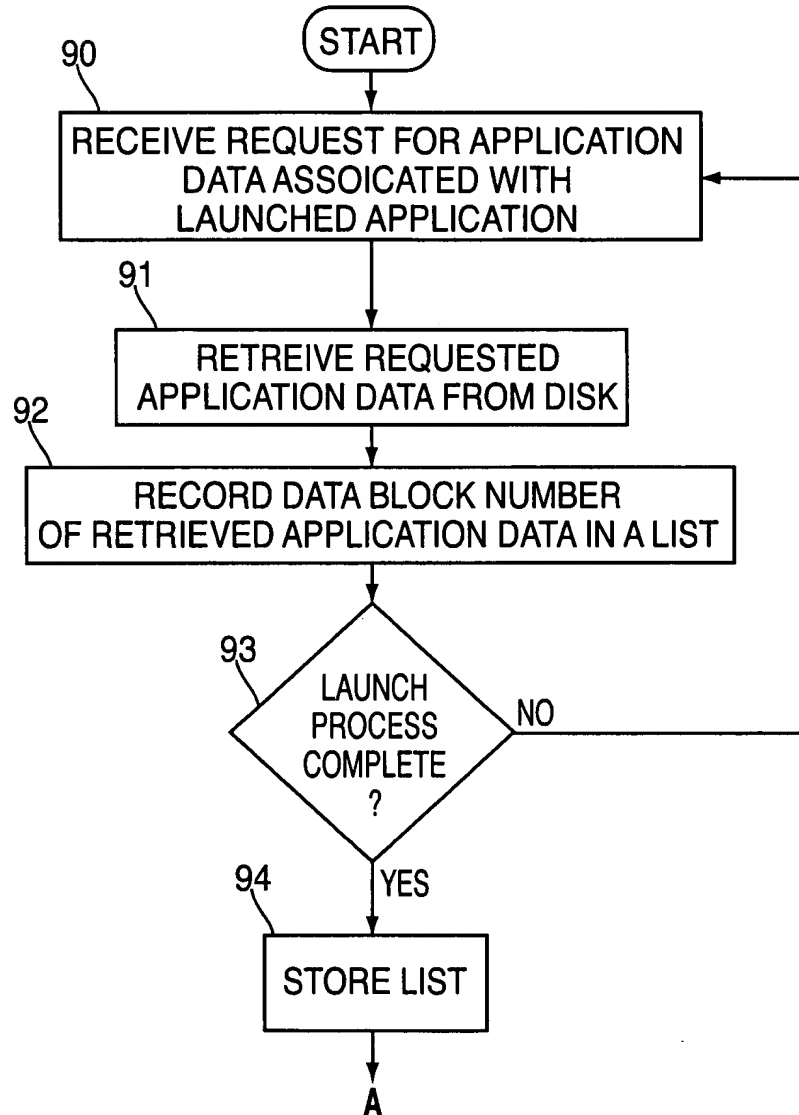 START
90
RECEIVE REQUEST FOR APPLICATION
DATA ASSOICATED WITH
LAUNCHED APPLICATION
91
RETREIVE REQUESTED
APPLICATION DATA FROM DISK
92
RECORD DATA BLOCK NUMBER
OF RETRIEVED APPLICATION DATA IN A LIST
93
LAUNCH
PROCESS
COMPLETE
?
NO
YES
94
STORE LIST
A